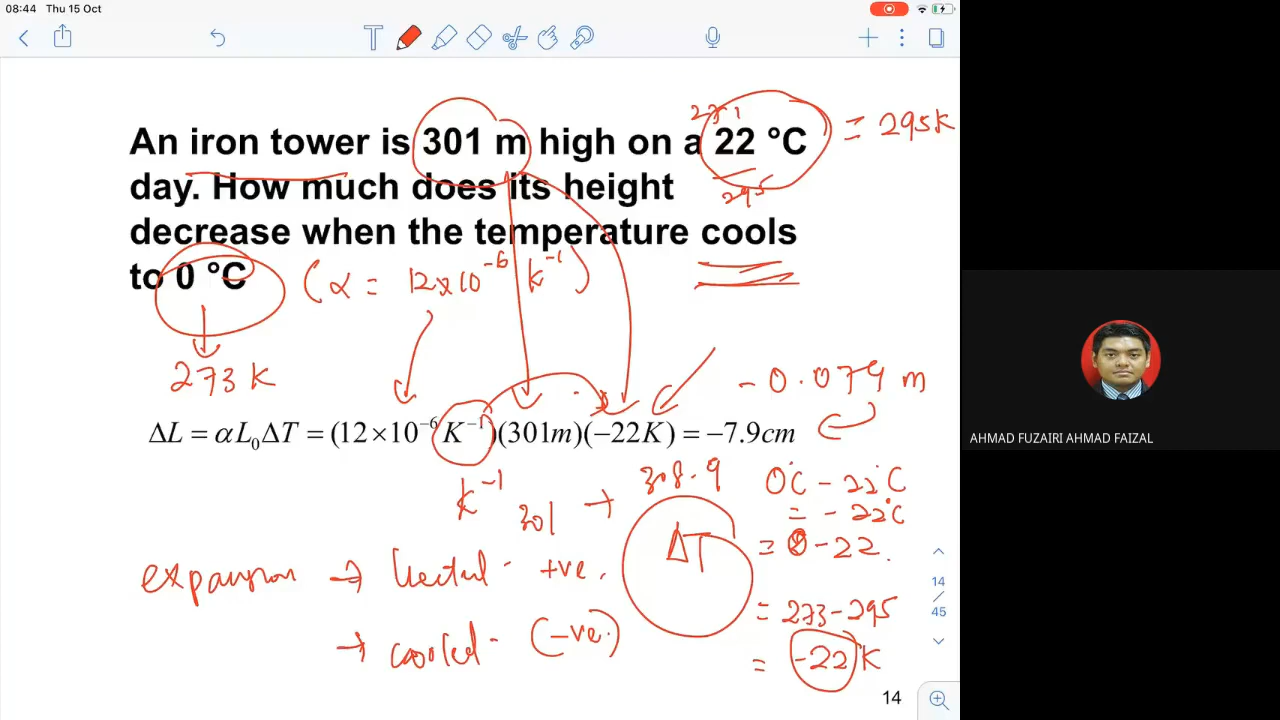 08:44 Thu 15 Oct
An iron tower is 301 m high on a 22 °C
day. How much does its height
decrease when the temperature cools
to 0 °C
= 295K
295
(α = 12×10⁻⁶ K⁻¹)
273 K
- 0.079 m
ΔL = αL₀ΔT = (12×10⁻⁶ K⁻¹)(301m)(−22K) = −7.9cm
K⁻¹
301 →
308.9
0°C - 22°C
= - 22°C
= -22.
ΔT
= 273-295
= -22 K
expansion → heated - +ve.
→ cooled - (-ve.)
14
/
45
14
AHMAD FUZAIRI AHMAD FAIZAL